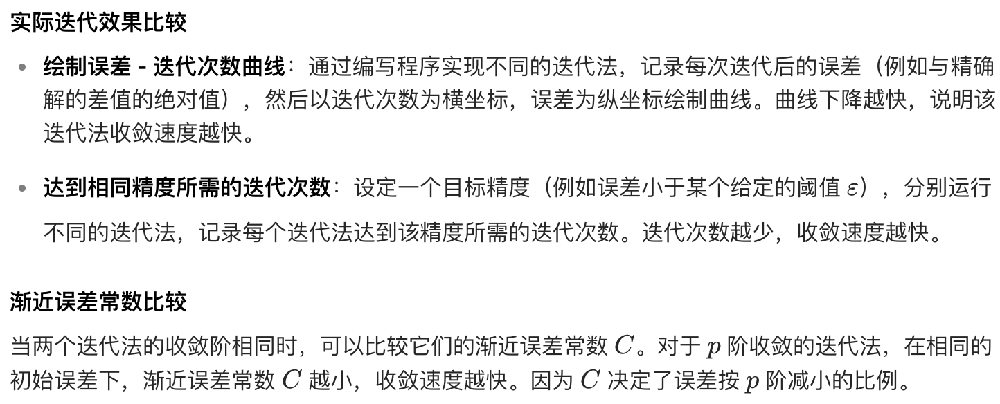 实际迭代效果比较
• 绘制误差 - 迭代次数曲线：通过编写程序实现不同的迭代法，记录每次迭代后的误差（例如与精确
解的差值的绝对值），然后以迭代次数为横坐标，误差为纵坐标绘制曲线。曲线下降越快，说明该
迭代法收敛速度越快。
• 达到相同精度所需的迭代次数：设定一个目标精度（例如误差小于某个给定的阈值 ε），分别运行
不同的迭代法，记录每个迭代法达到该精度所需的迭代次数。迭代次数越少，收敛速度越快。
渐近误差常数比较
当两个迭代法的收敛阶相同时，可以比较它们的渐近误差常数 C。对于 p 阶收敛的迭代法，在相同的
初始误差下，渐近误差常数 C 越小，收敛速度越快。因为 C 决定了误差按 p 阶减小的比例。